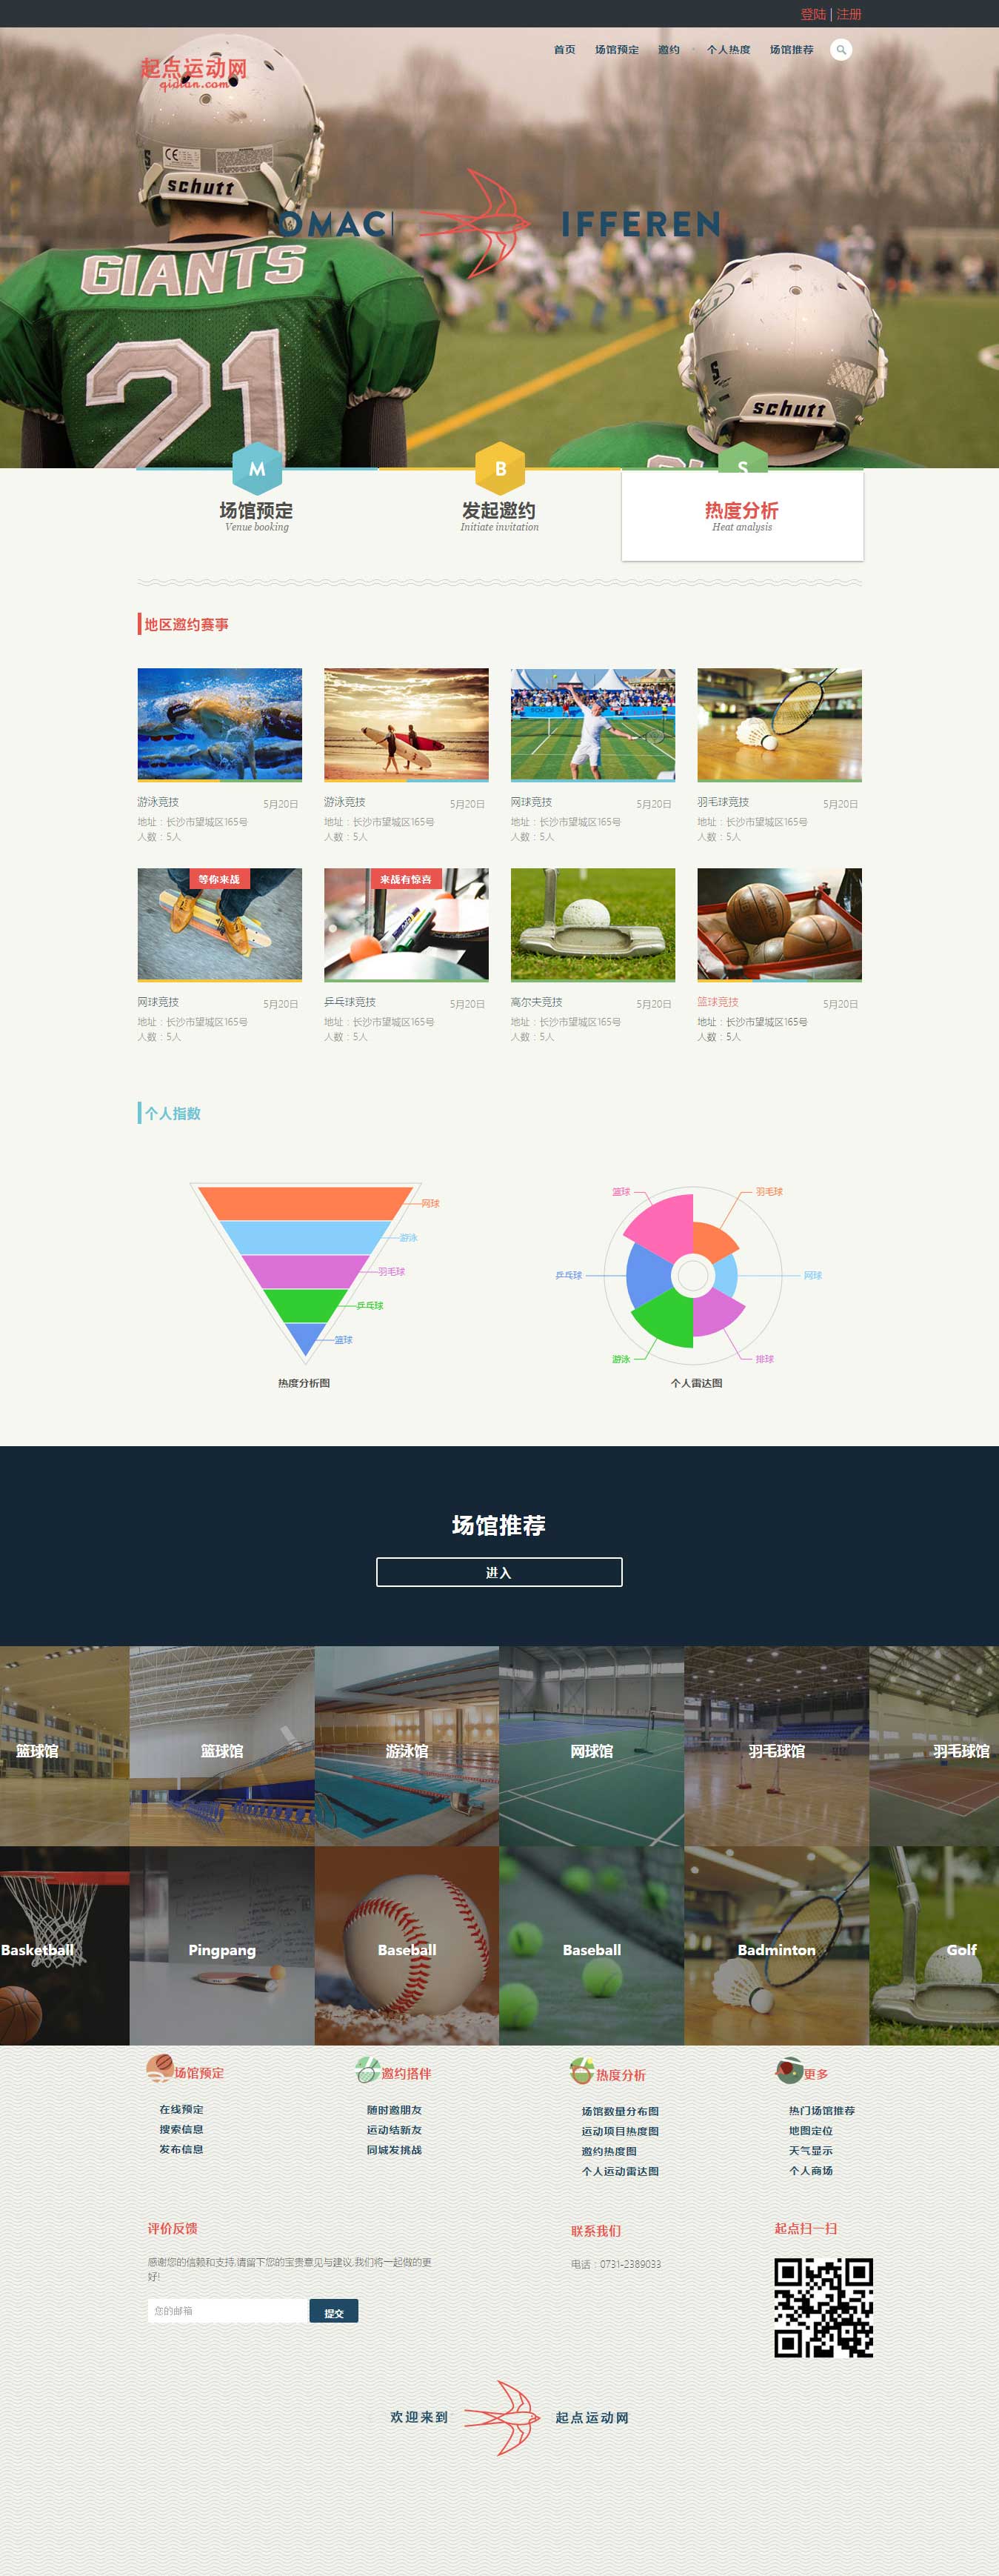 登陆 | 注册
首页 场馆预定 邀约 个人热度 场馆推荐
起点运动网
qidian.com
schutt
GIANTS
21
OMAC
IFFEREN
schutt
M
B
S
场馆预定
Venue booking
发起邀约
Initiate invitation
热度分析
Heat analysis
地区邀约赛事
游泳竞技 5月20日
地址：长沙市望城区165号
人数：5人
游泳竞技 5月20日
地址：长沙市望城区165号
人数：5人
网球竞技 5月20日
地址：长沙市望城区165号
人数：5人
羽毛球竞技 5月20日
地址：长沙市望城区165号
人数：5人
等你来战
网球竞技 5月20日
地址：长沙市望城区165号
人数：5人
来战有惊喜
乒乓球竞技 5月20日
地址：长沙市望城区165号
人数：5人
高尔夫竞技 5月20日
地址：长沙市望城区165号
人数：5人
篮球竞技 5月20日
地址：长沙市望城区165号
人数：5人
个人指数
网球
游泳
羽毛球
乒乓球
篮球
热度分析图
篮球
羽毛球
乒乓球
网球
游泳
排球
个人雷达图
场馆推荐
进入
篮球馆
篮球馆
游泳馆
网球馆
羽毛球馆
羽毛球馆
Basketball
Pingpang
Baseball
Baseball
Badminton
Golf
场馆预定
在线预定
搜索信息
发布信息
邀约搭伴
随时邀朋友
运动结新友
同城发挑战
热度分析
场馆数量分布图
运动项目热度图
邀约热度图
个人运动雷达图
更多
热门场馆推荐
地图定位
天气显示
个人商场
评价反馈
感谢您的信赖和支持,请留下您的宝贵意见与建议,我们将一起做的更
好!
您的邮箱
提交
联系我们
电话：0731-2389033
起点扫一扫
欢迎来到
起点运动网